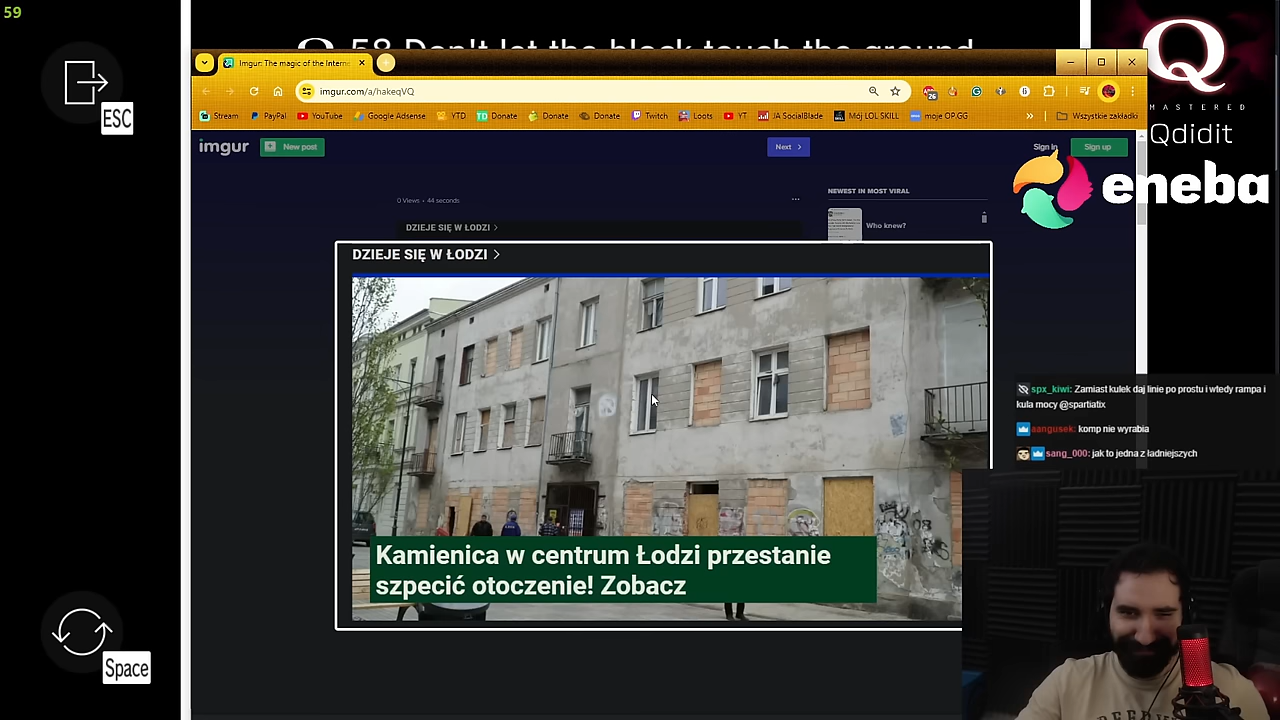 59
Q 58 Don't let the block touch the ground
ESC
Imgur: The magic of the Intern
imgur.com/a/hakeqVQ
26
Stream PayPal YouTube Google Adsense YTD Donate Donate Donate Twitch Loots YT JA SocialBlade Mój LOL SKILL moje OP.GG » Wszystkie zakładki
imgur New post Next > Sign in Sign up
Q
MASTERED
Qdidit
eneba
NEWEST IN MOST VIRAL
0 Views • 44 seconds
Who knew?
DZIEJE SIĘ W ŁODZI >
DZIEJE SIĘ W ŁODZI >
Kamienica w centrum Łodzi przestanie
szpecić otoczenie! Zobacz
spx_kiwi: Zamiast kulek daj linie po prostu i wtedy rampa i
kula mocy @spartiatix
sangusek: komp nie wyrabia
sang_000: jak to jedna z ładniejszych
Space